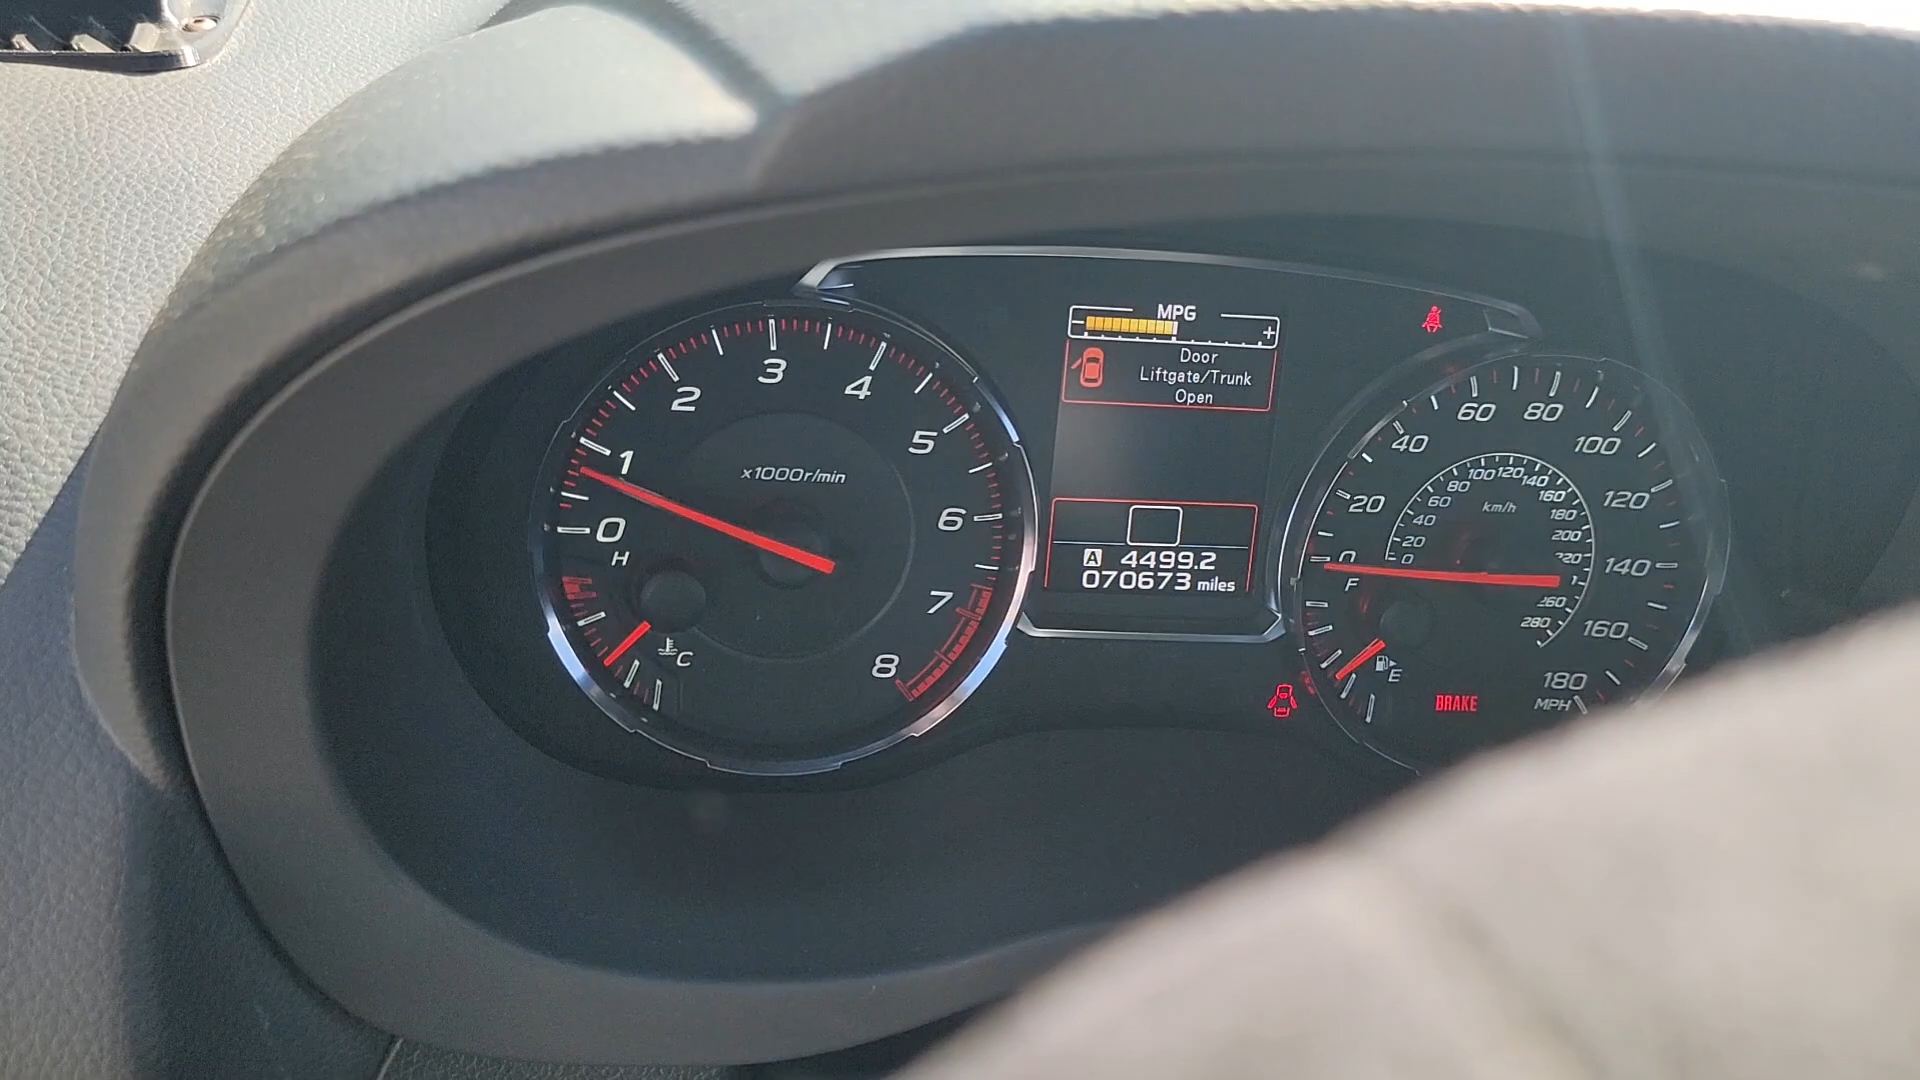 MPG
- +
Door
Liftgate/Trunk
Open
A 4499.2
070673 miles
0 1 2 3 4 5 6 7 8
x1000r/min
H
C
0 20 40 60 80 100 120 140 160 180
MPH
0 20 40 60 80 100 120 140 160 180 200 220 260 280
km/h
F
E
BRAKE